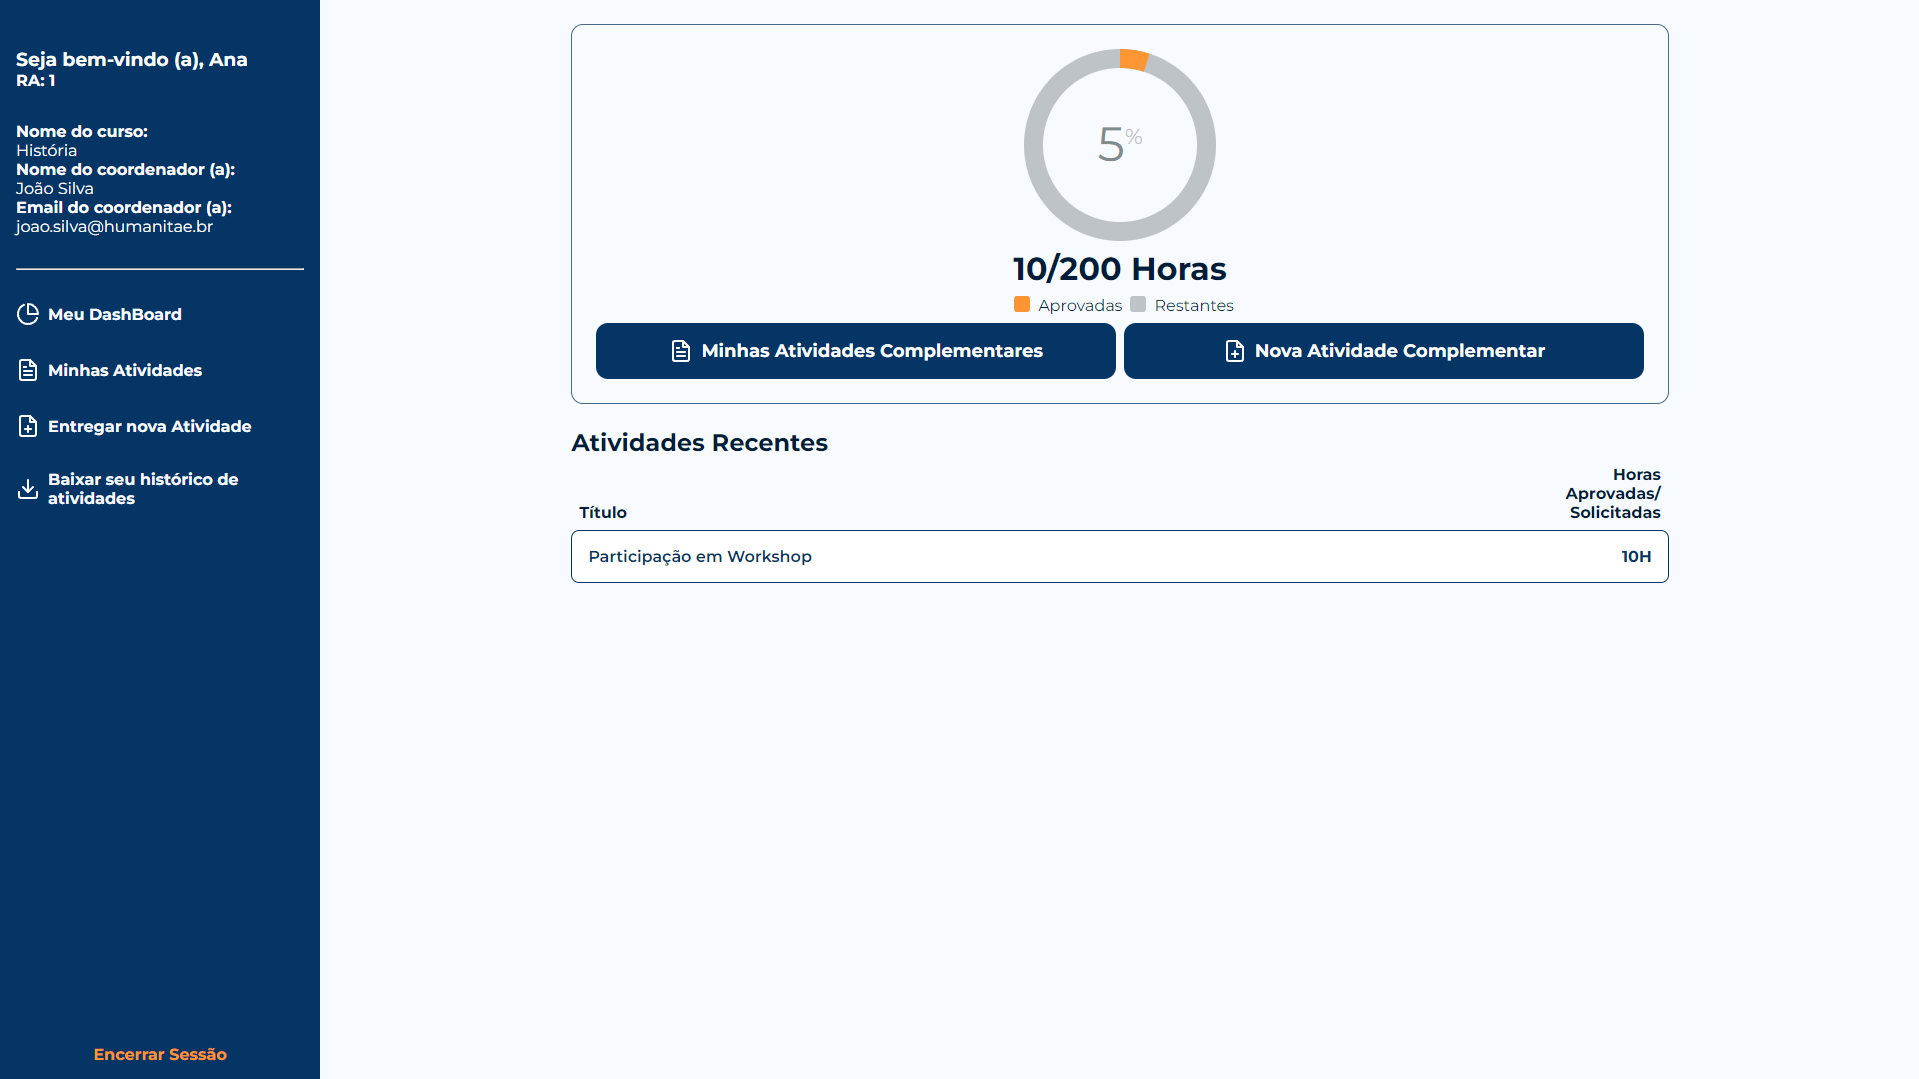 Seja bem-vindo (a), Ana
RA: 1
Nome do curso:
História
Nome do coordenador (a):
João Silva
Email do coordenador (a):
joao.silva@humanitae.br
Meu DashBoard
Minhas Atividades
Entregar nova Atividade
Baixar seu histórico de
atividades
Encerrar Sessão
5%
10/200 Horas
Aprovadas Restantes
Minhas Atividades Complementares
Nova Atividade Complementar
Atividades Recentes
Título
Horas
Aprovadas/
Solicitadas
Participação em Workshop
10H